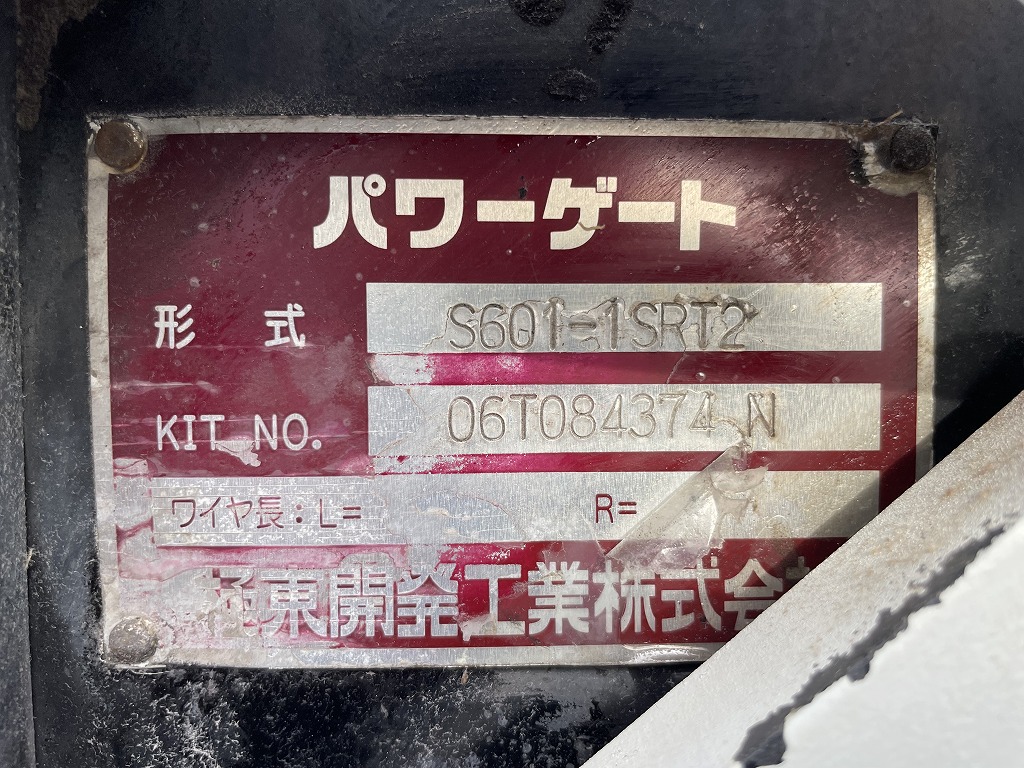 パワーゲート
形式 S601-1SRT2
KIT NO. 06T084374 N
ワイヤ長:L= R=
極東開発工業株式会